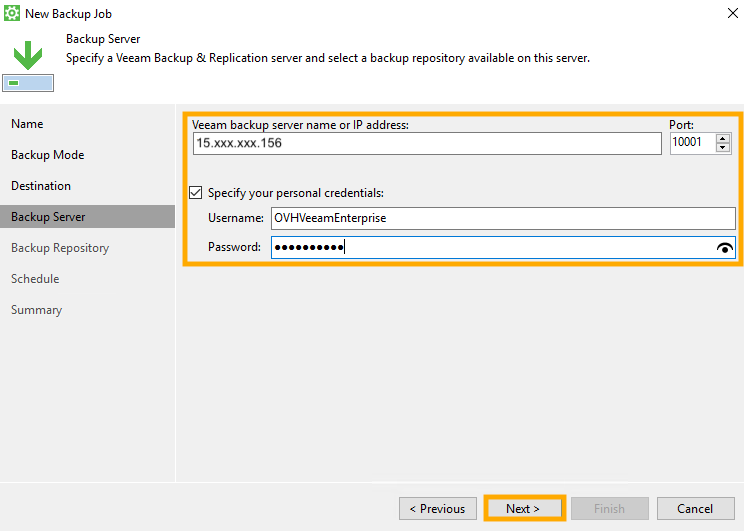 New Backup Job
Backup Server
Specify a Veeam Backup & Replication server and select a backup repository available on this server.
Name
Backup Mode
Destination
Backup Server
Backup Repository
Schedule
Summary
Veeam backup server name or IP address: Port:
15.xxx.xxx.156 10001
Specify your personal credentials:
Username: OVHVeeamEnterprise
Password: ●●●●●●●●●●
< Previous Next > Finish Cancel